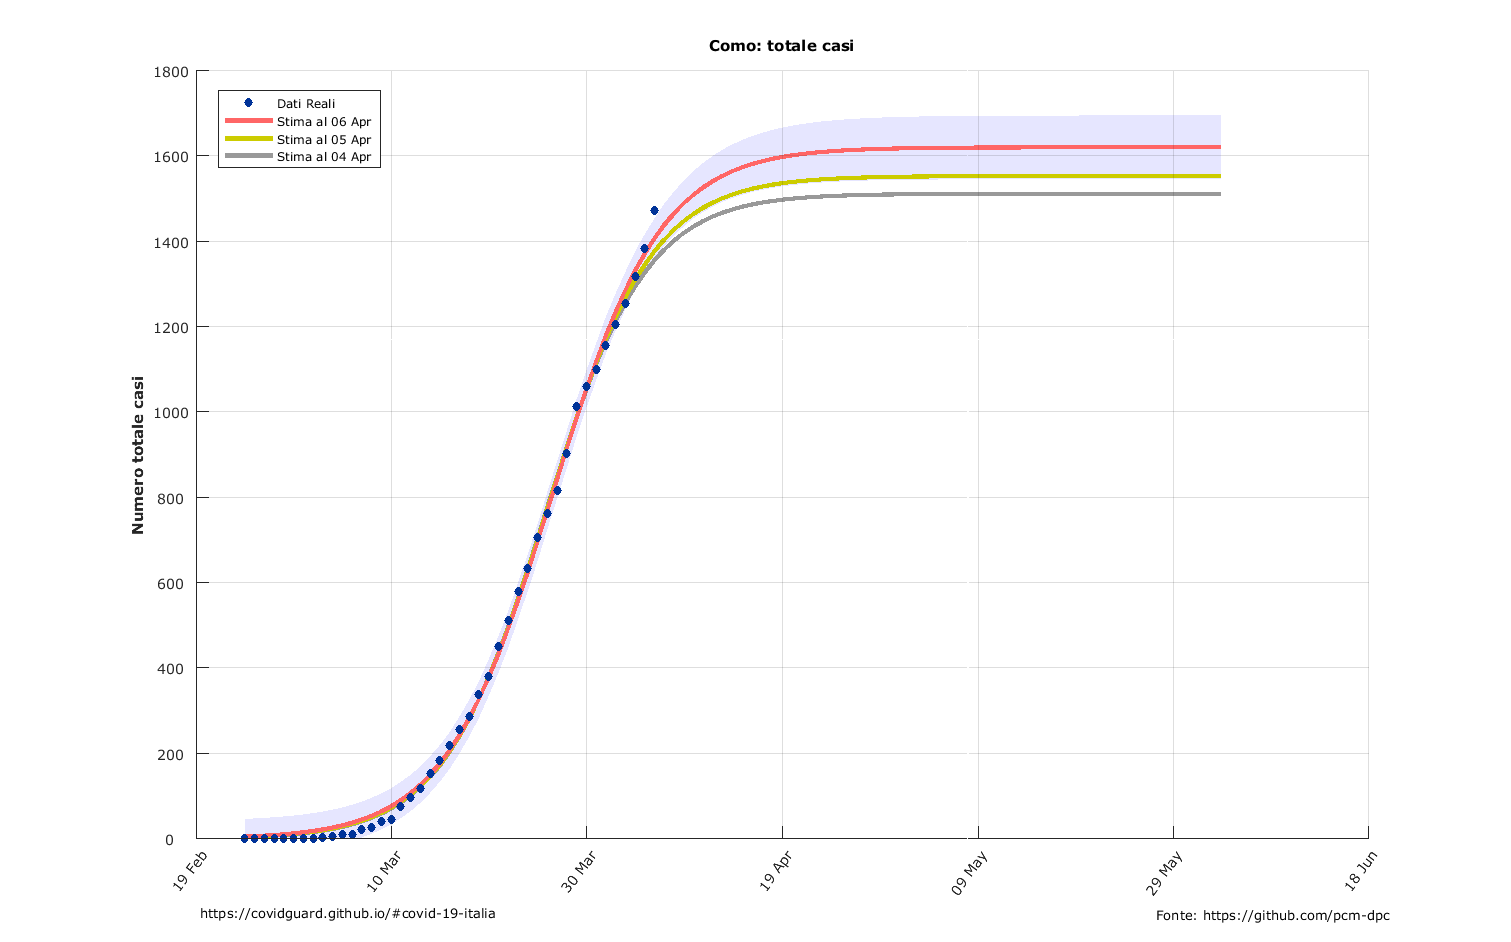 Como: totale casi
1800
1600
1400
1200
1000
800
600
400
200
0
Numero totale casi
Dati Reali
Stima al 06 Apr
Stima al 05 Apr
Stima al 04 Apr
19 Feb
10 Mar
30 Mar
19 Apr
09 May
29 May
18 Jun
https://covidguard.github.io/#covid-19-italia
Fonte: https://github.com/pcm-dpc